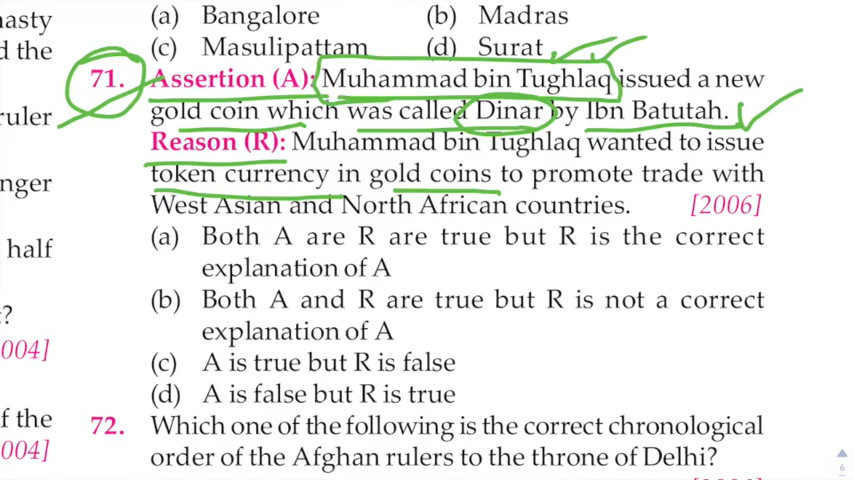 nasty
d the
ruler
nger
half
t?
004]
f the
004]
(a) Bangalore (b) Madras
(c) Masulipattam (d) Surat
71. Assertion (A): Muhammad bin Tughlaq issued a new
gold coin which was called Dinar by Ibn Batutah.
Reason (R): Muhammad bin Tughlaq wanted to issue
token currency in gold coins to promote trade with
West Asian and North African countries. [2006]
(a) Both A are R are true but R is the correct
explanation of A
(b) Both A and R are true but R is not a correct
explanation of A
(c) A is true but R is false
(d) A is false but R is true
72. Which one of the following is the correct chronological
order of the Afghan rulers to the throne of Delhi?
6